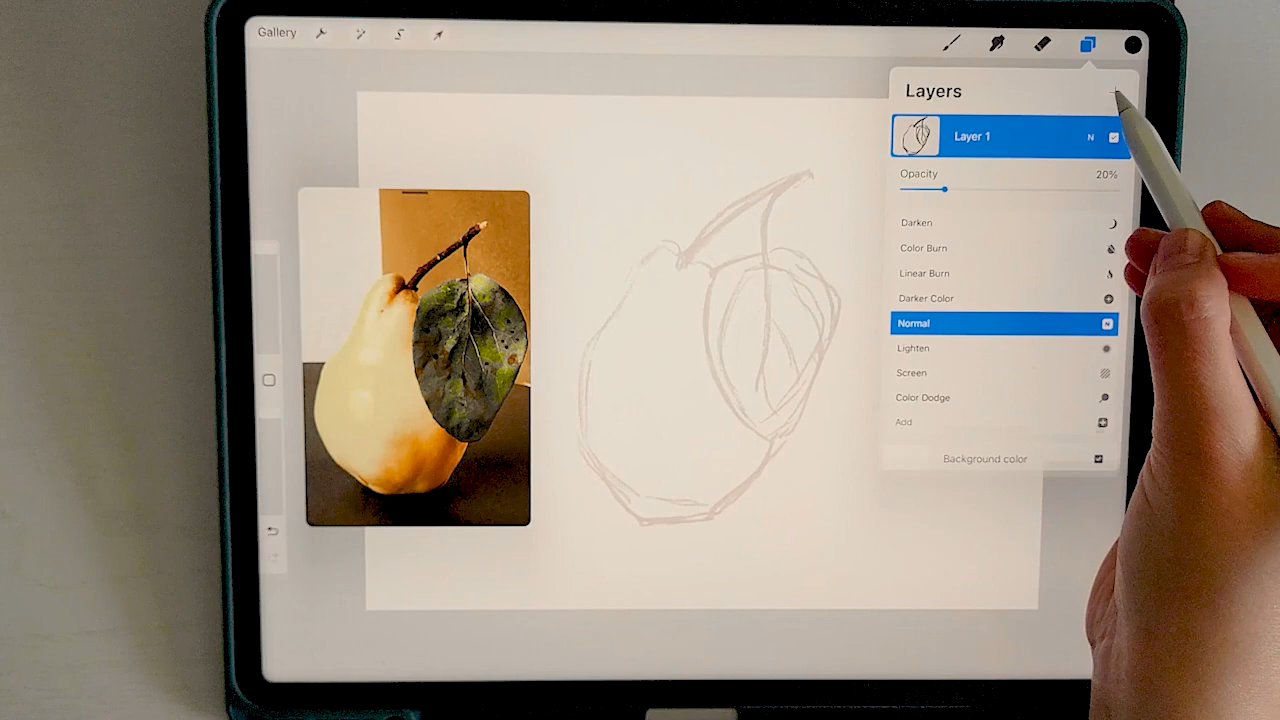 Gallery
Layers
Layer 1 N
Opacity 20%
Darken
Color Burn
Linear Burn
Darker Color
Normal N
Lighten
Screen
Color Dodge
Add
Background color